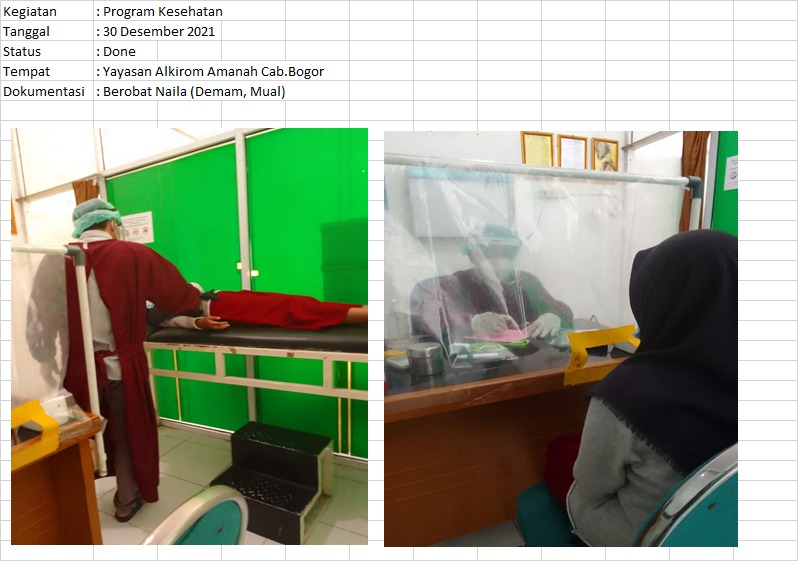 Kegiatan : Program Kesehatan
Tanggal : 30 Desember 2021
Status : Done
Tempat : Yayasan Alkirom Amanah Cab.Bogor
Dokumentasi : Berobat Naila (Demam, Mual)